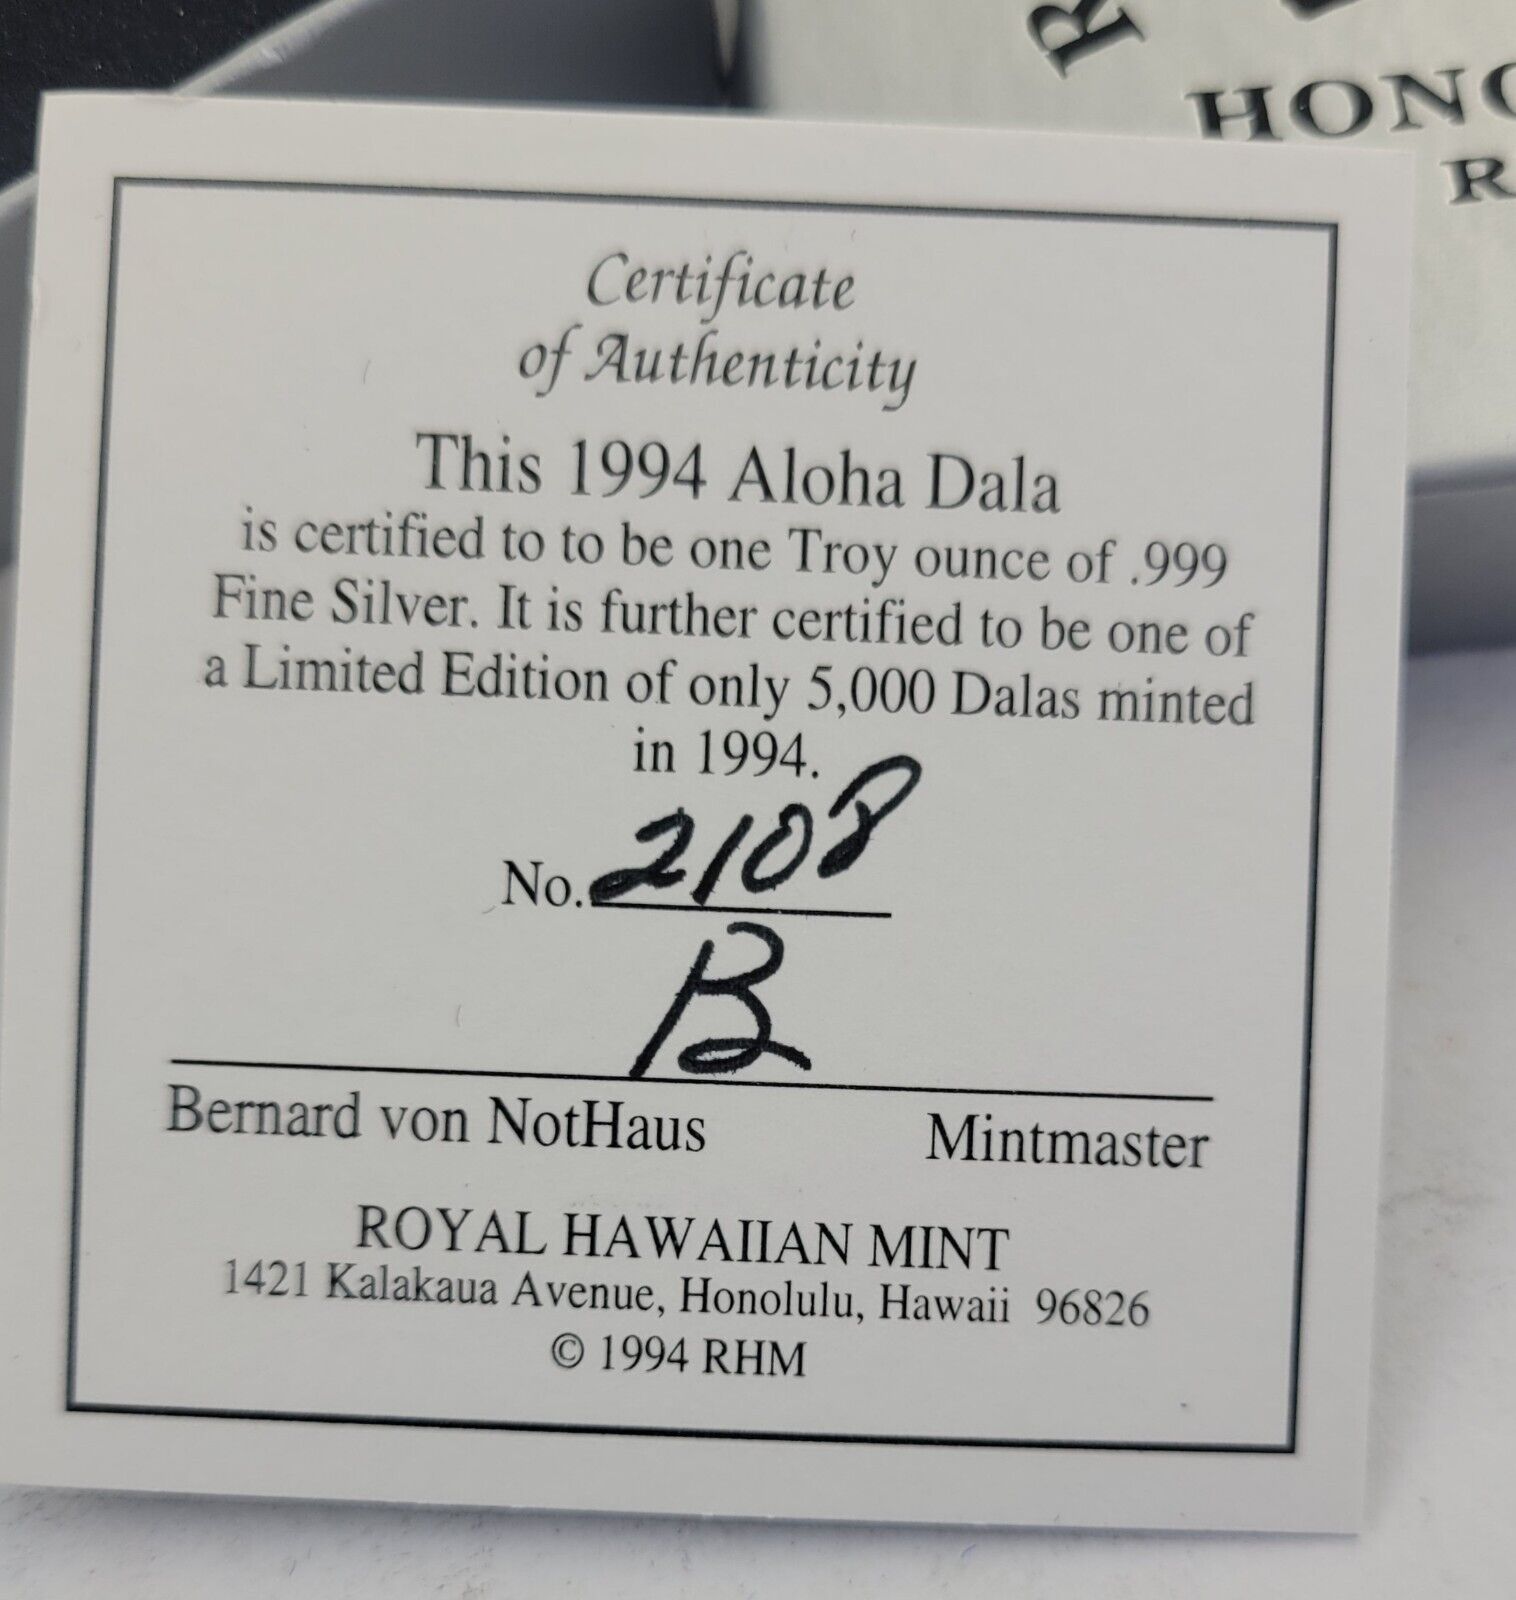 R
HONO
R
Certificate
of Authenticity
This 1994 Aloha Dala
is certified to to be one Troy ounce of .999
Fine Silver. It is further certified to be one of
a Limited Edition of only 5,000 Dalas minted
in 1994.
No. 2108
B
Bernard von NotHaus Mintmaster
ROYAL HAWAIIAN MINT
1421 Kalakaua Avenue, Honolulu, Hawaii 96826
© 1994 RHM